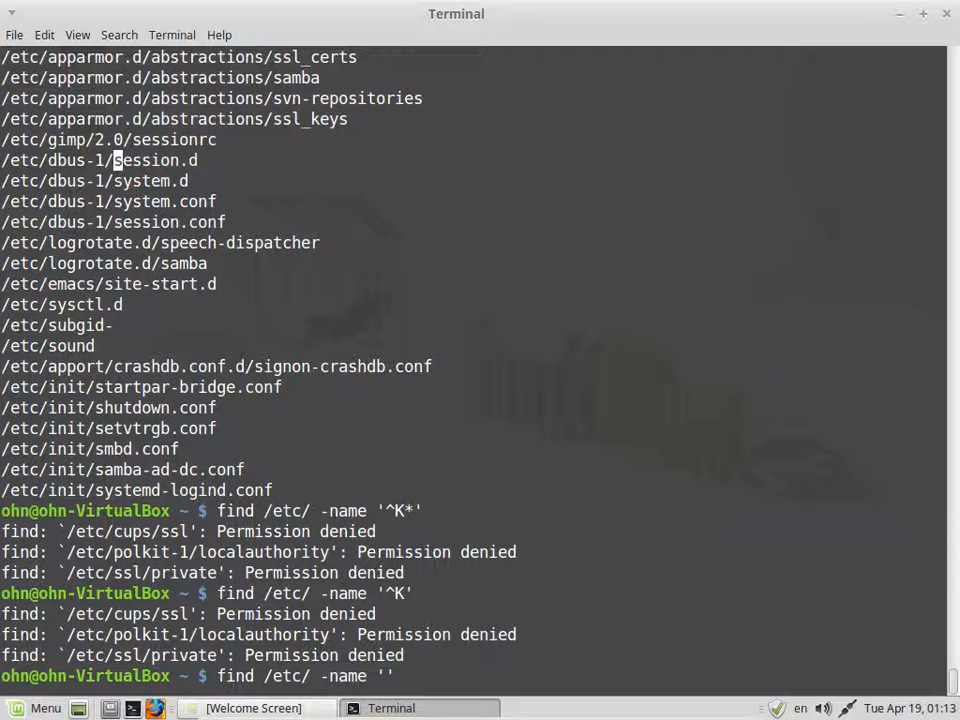 Terminal
File Edit View Search Terminal Help
/etc/apparmor.d/abstractions/ssl_certs
/etc/apparmor.d/abstractions/samba
/etc/apparmor.d/abstractions/svn-repositories
/etc/apparmor.d/abstractions/ssl_keys
/etc/gimp/2.0/sessionrc
/etc/dbus-1/session.d
/etc/dbus-1/system.d
/etc/dbus-1/system.conf
/etc/dbus-1/session.conf
/etc/logrotate.d/speech-dispatcher
/etc/logrotate.d/samba
/etc/emacs/site-start.d
/etc/sysctl.d
/etc/subgid-
/etc/sound
/etc/apport/crashdb.conf.d/signon-crashdb.conf
/etc/init/startpar-bridge.conf
/etc/init/shutdown.conf
/etc/init/setvtrgb.conf
/etc/init/smbd.conf
/etc/init/samba-ad-dc.conf
/etc/init/systemd-logind.conf
ohn@ohn-VirtualBox ~ $ find /etc/ -name '^K*'
find: `/etc/cups/ssl': Permission denied
find: `/etc/polkit-1/localauthority': Permission denied
find: `/etc/ssl/private': Permission denied
ohn@ohn-VirtualBox ~ $ find /etc/ -name '^K'
find: `/etc/cups/ssl': Permission denied
find: `/etc/polkit-1/localauthority': Permission denied
find: `/etc/ssl/private': Permission denied
ohn@ohn-VirtualBox ~ $ find /etc/ -name ''
Menu [Welcome Screen] Terminal en Tue Apr 19, 01:13